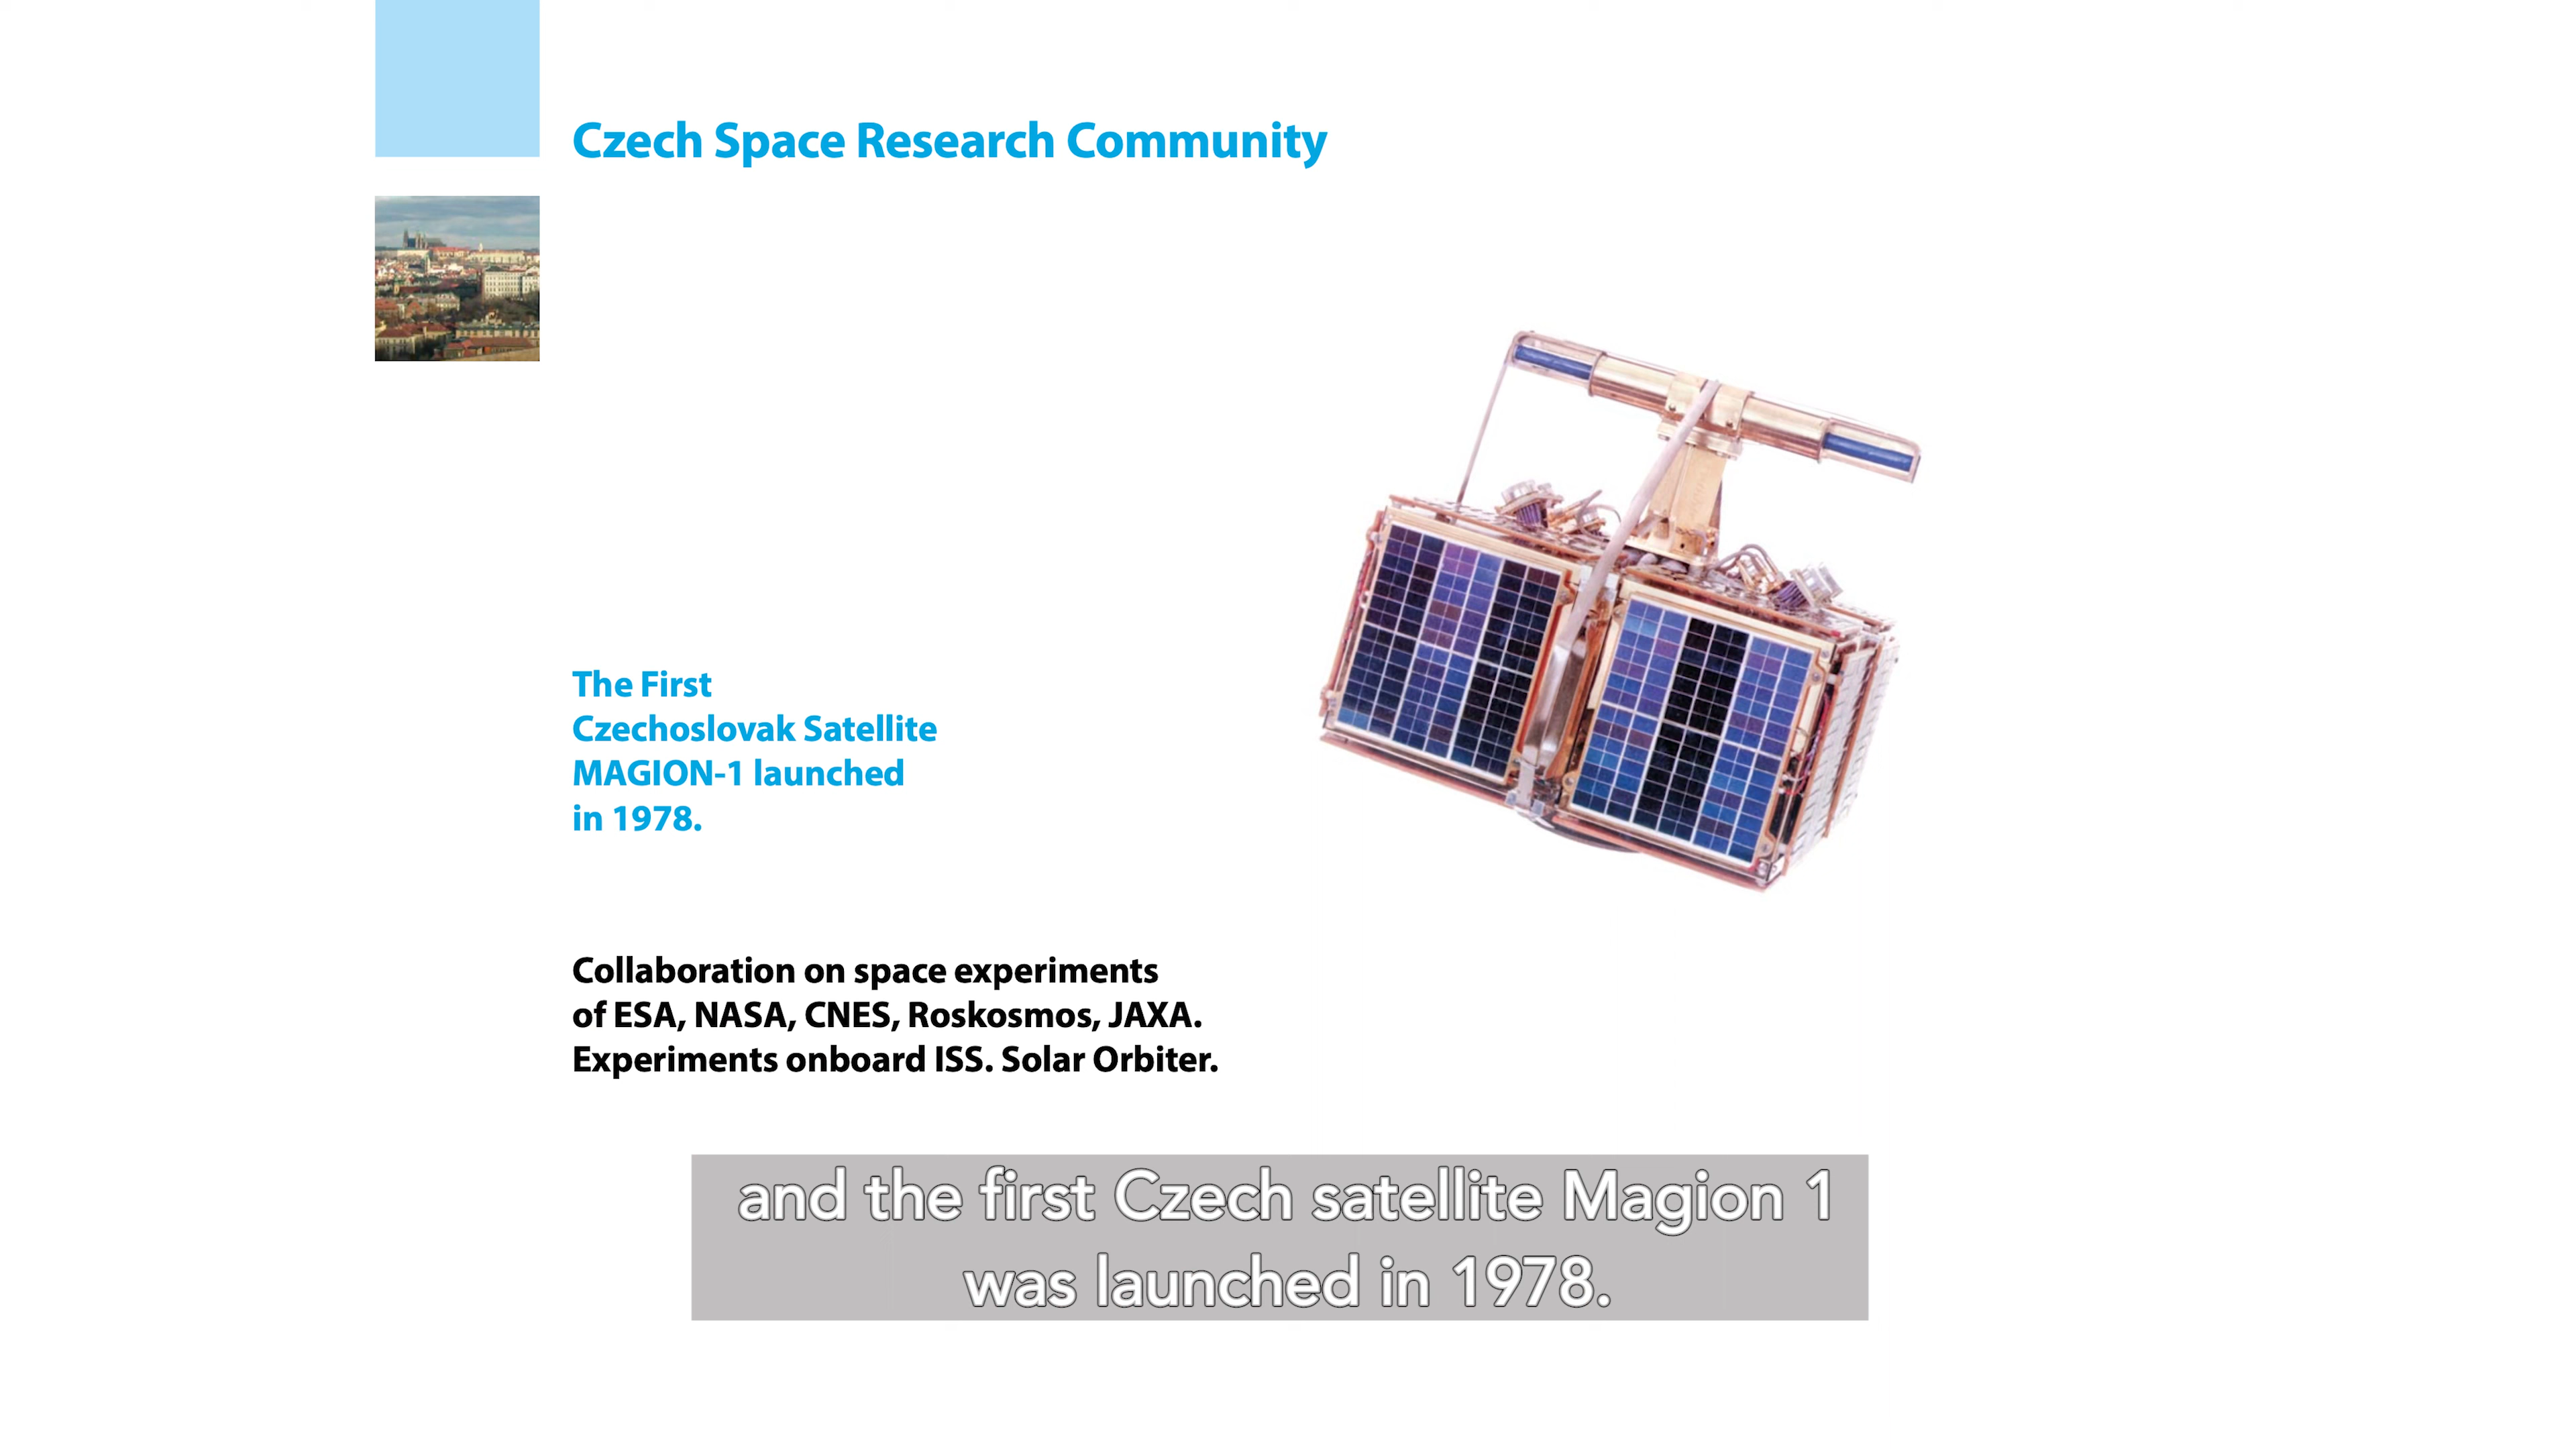 Czech Space Research Community
The First
Czechoslovak Satellite
MAGION-1 launched
in 1978.
Collaboration on space experiments
of ESA, NASA, CNES, Roskosmos, JAXA.
Experiments onboard ISS. Solar Orbiter.
and the first Czech satellite Magion 1
was launched in 1978.